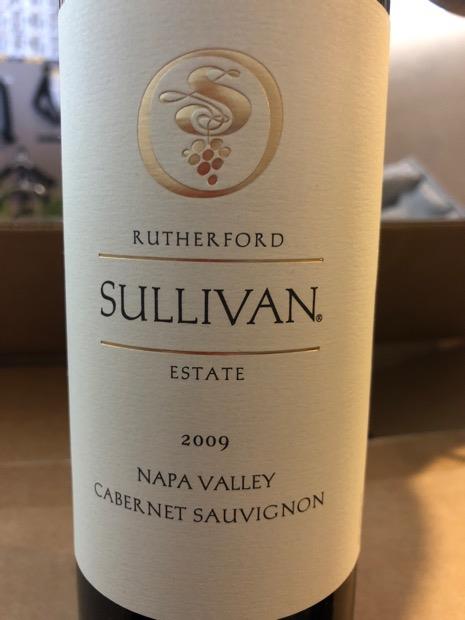 RUTHERFORD
SULLIVAN®
ESTATE
2009
NAPA VALLEY
CABERNET SAUVIGNON